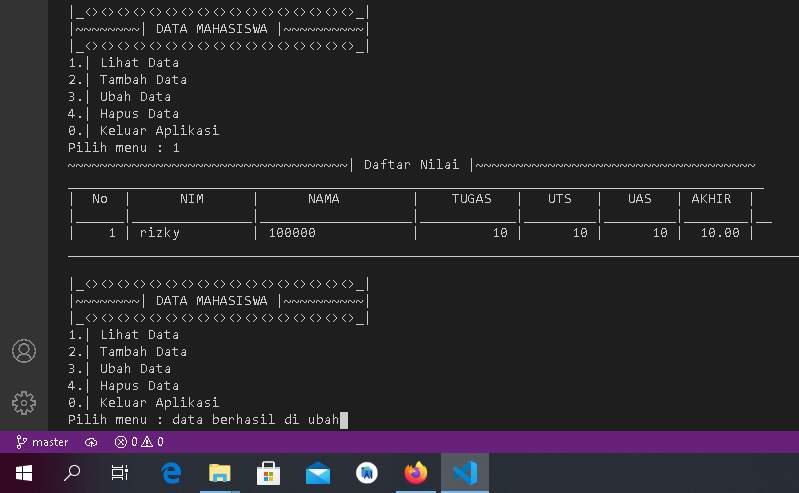 |_<><><><><><><><><><><><><><><><><>_|
|~~~~~~~~| DATA MAHASISWA |~~~~~~~~~~|
|_<><><><><><><><><><><><><><><><><>_|
1.| Lihat Data
2.| Tambah Data
3.| Ubah Data
4.| Hapus Data
0.| Keluar Aplikasi
Pilih menu : 1
~~~~~~~~~~~~~~~~~~~~~~~~~~~~~~~~~~~| Daftar Nilai |~~~~~~~~~~~~~~~~~~~~~~~~~~~~~~~~~~~
| No | NIM | NAMA | TUGAS | UTS | UAS | AKHIR |
| 1 | rizky | 100000 | 10 | 10 | 10 | 10.00 |
|_<><><><><><><><><><><><><><><><><>_|
|~~~~~~~~| DATA MAHASISWA |~~~~~~~~~~|
|_<><><><><><><><><><><><><><><><><>_|
1.| Lihat Data
2.| Tambah Data
3.| Ubah Data
4.| Hapus Data
0.| Keluar Aplikasi
Pilih menu : data berhasil di ubah
master 0 0